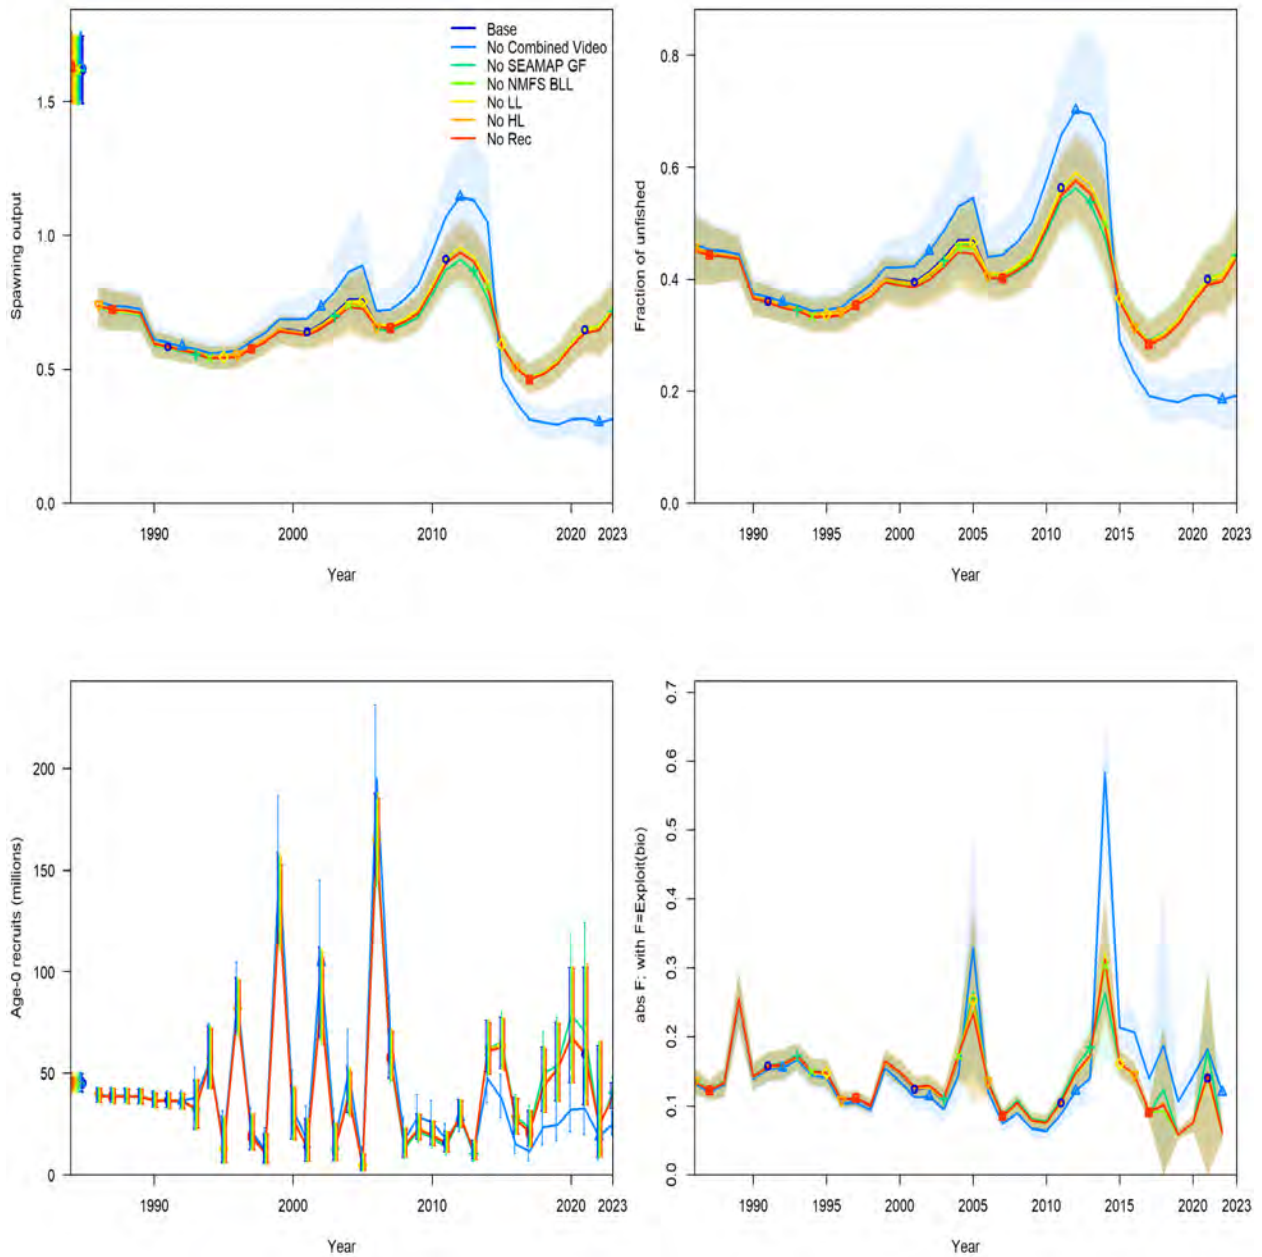 Base
No Combined Video
No SEAMAP GF
No NMFS BLL
No LL
No HL
No Rec
Spawning output
1.5
1.0
0.5
0.0
1990 2000 2010 2020 2023
Year
Fraction of unfished
0.8
0.6
0.4
0.2
0.0
1990 1995 2000 2005 2010 2015 2020 2023
Year
Age-0 recruits (millions)
200
150
100
50
0
1990 2000 2010 2020 2023
Year
abs F; with F=Exploit(bio)
0.7
0.6
0.5
0.4
0.3
0.2
0.1
0.0
1990 1995 2000 2005 2010 2015 2020 2023
Year